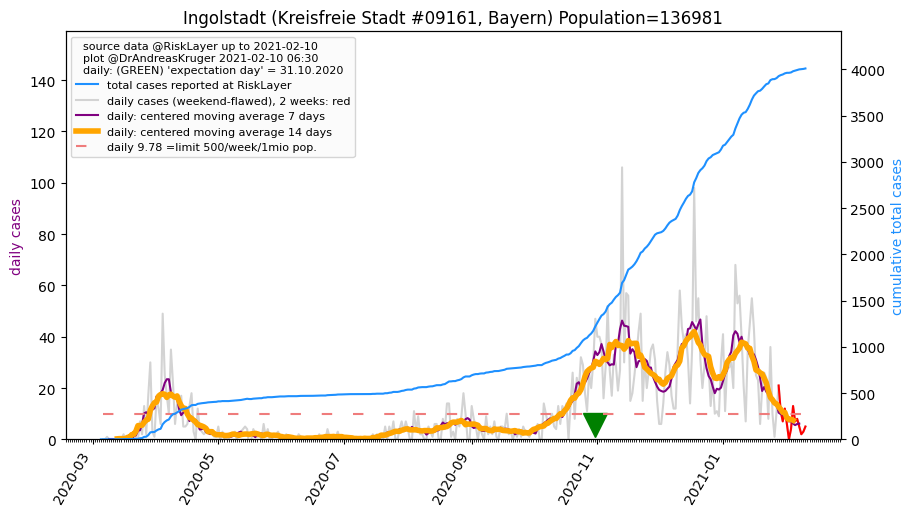 Ingolstadt (Kreisfreie Stadt #09161, Bayern) Population=136981
source data @RiskLayer up to 2021-02-10
plot @DrAndreasKruger 2021-02-10 06:30
daily: (GREEN) 'expectation day' = 31.10.2020
total cases reported at RiskLayer
daily cases (weekend-flawed), 2 weeks: red
daily: centered moving average 7 days
daily: centered moving average 14 days
daily 9.78 =limit 500/week/1mio pop.
daily cases
0
20
40
60
80
100
120
140
cumulative total cases
0
500
1000
1500
2000
2500
3000
3500
4000
2020-03
2020-05
2020-07
2020-09
2020-11
2021-01